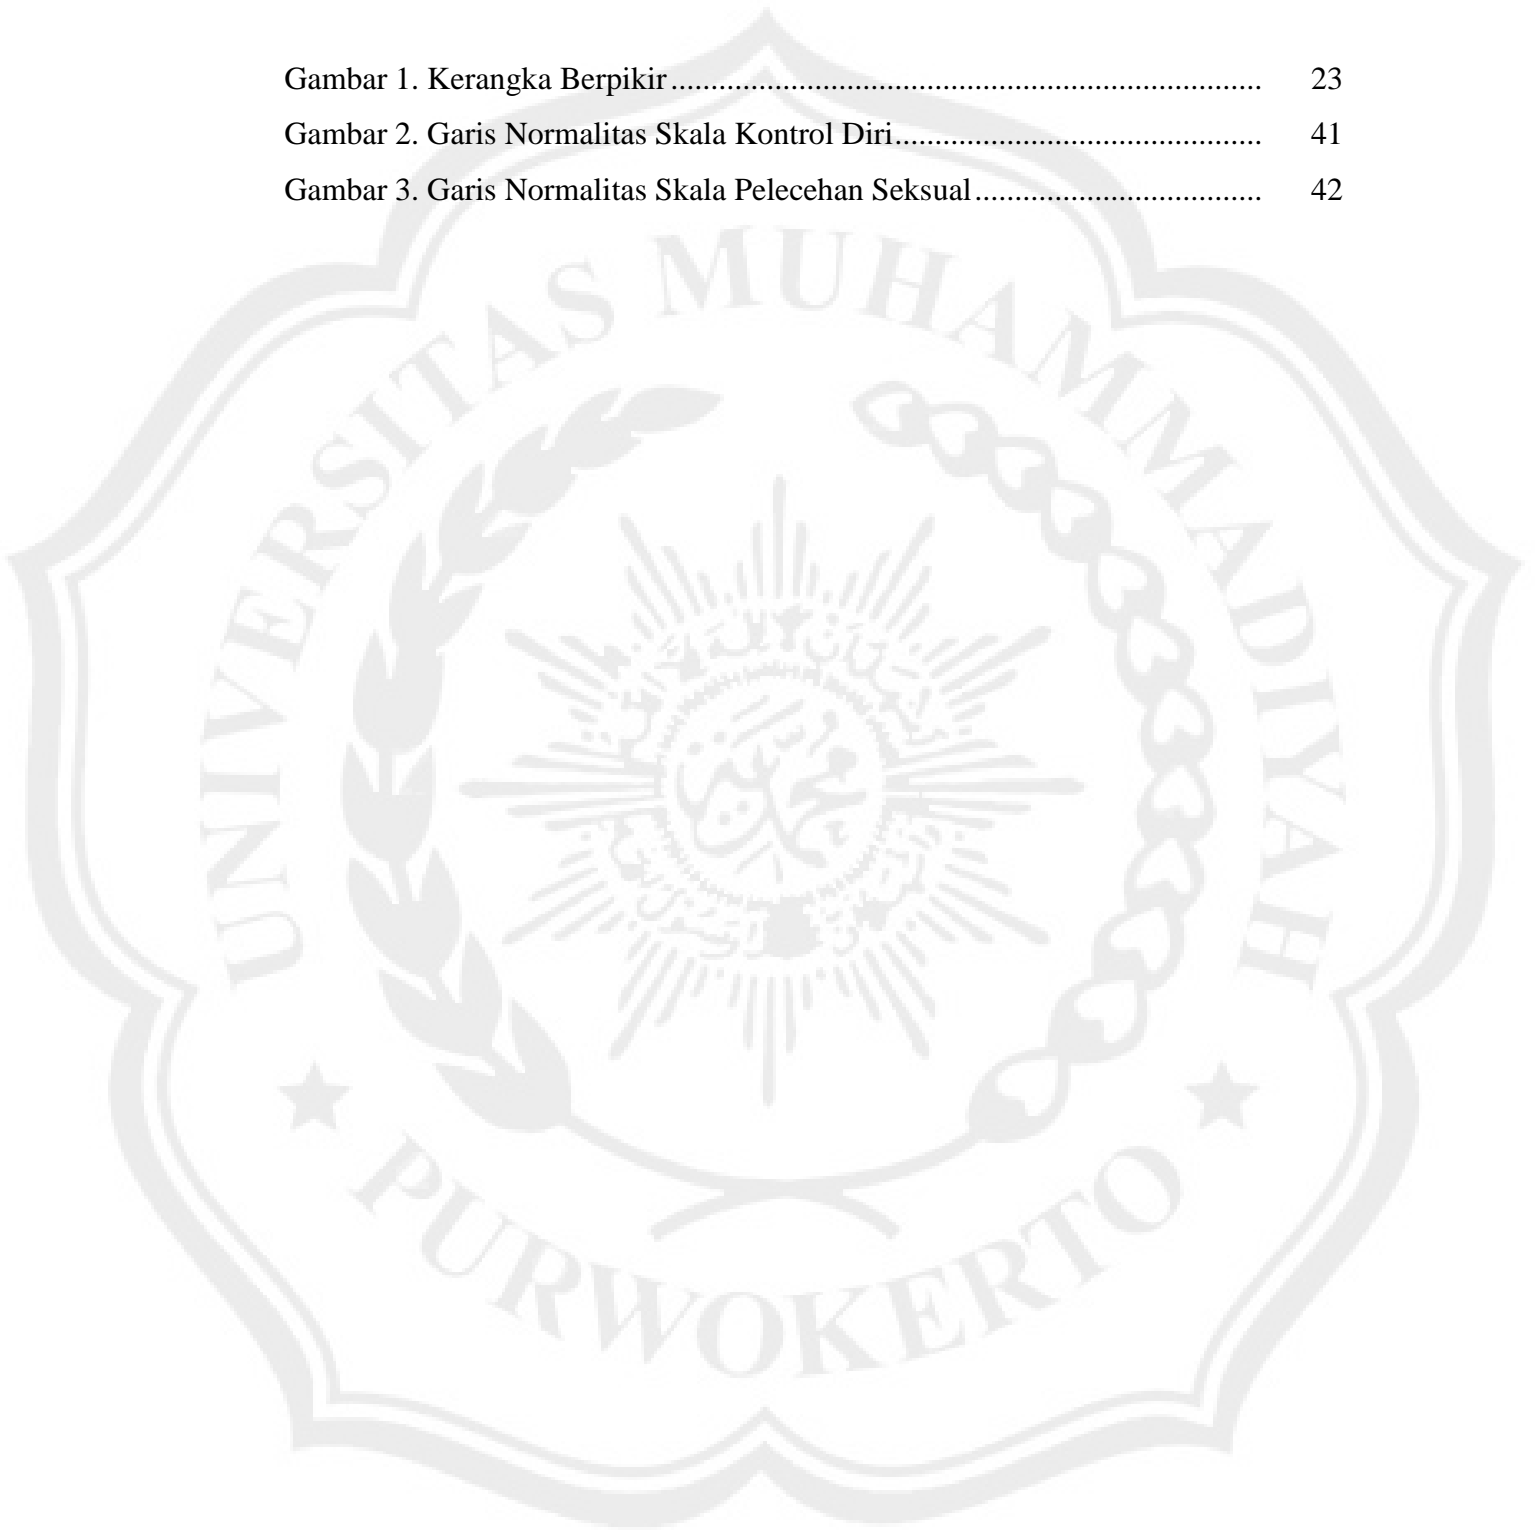 Gambar 1. Kerangka Berpikir.......................................................................... 23
Gambar 2. Garis Normalitas Skala Kontrol Diri.............................................. 41
Gambar 3. Garis Normalitas Skala Pelecehan Seksual.................................... 42
UNIVERSITAS MUHAMMADIYAH
PURWOKERTO